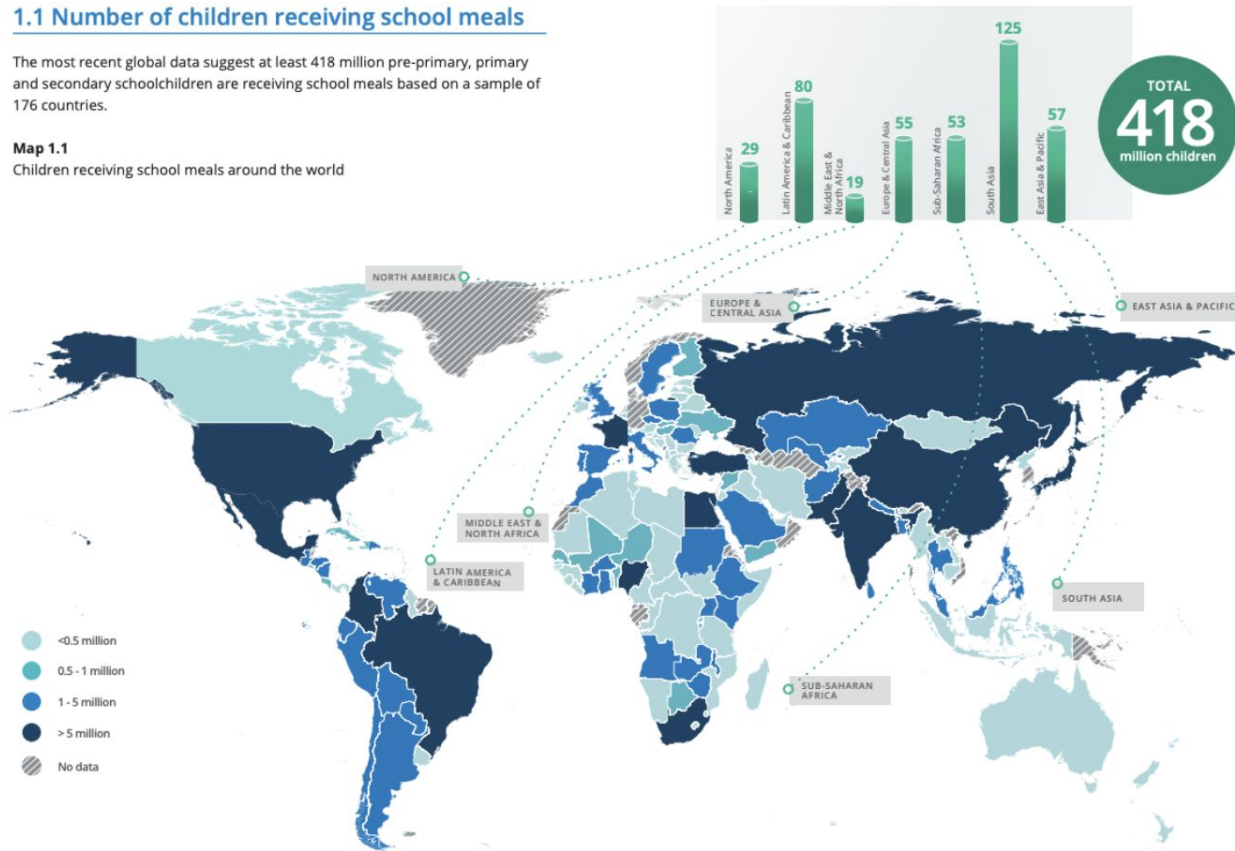 1.1 Number of children receiving school meals
The most recent global data suggest at least 418 million pre-primary, primary
and secondary schoolchildren are receiving school meals based on a sample of
176 countries.
Map 1.1
Children receiving school meals around the world
29
North America
80
Latin America & Caribbean
19
Middle East &
North Africa
55
Europe & Central Asia
53
Sub-Saharan Africa
125
South Asia
57
East Asia & Pacific
TOTAL
418
million children
NORTH AMERICA
EUROPE &
CENTRAL ASIA
EAST ASIA & PACIFIC
MIDDLE EAST &
NORTH AFRICA
LATIN AMERICA
& CARIBBEAN
SOUTH ASIA
SUB-SAHARAN
AFRICA
<0.5 million
0.5 - 1 million
1 - 5 million
> 5 million
No data